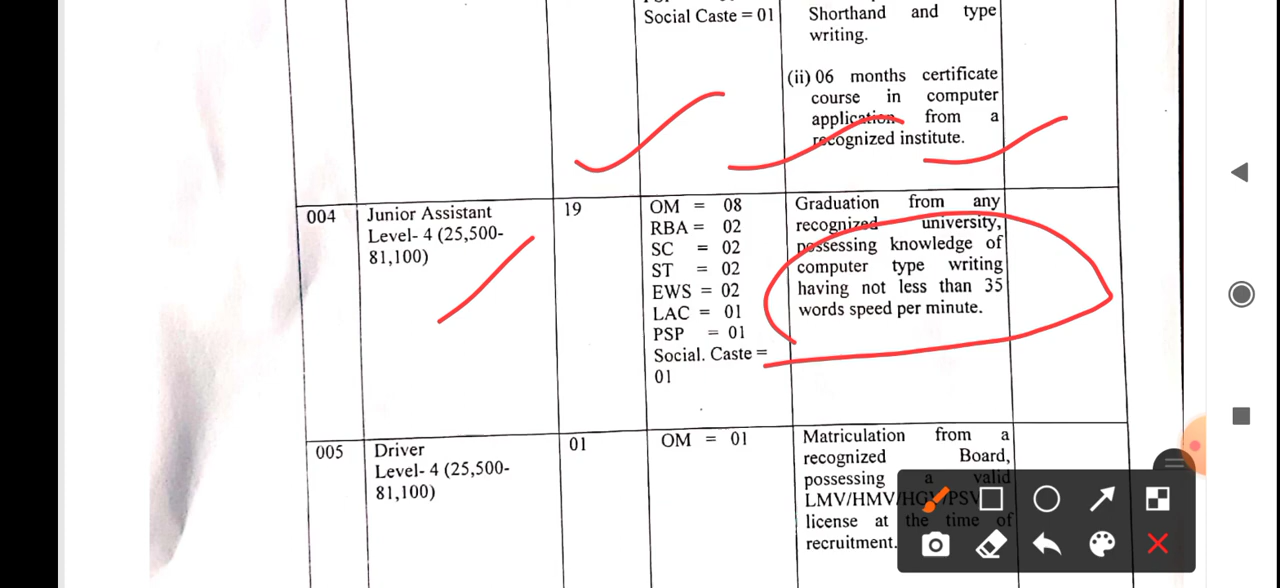 Social Caste = 01
Shorthand and type
writing.
(ii) 06 months certificate
course in computer
application from a
recognized institute.
004
Junior Assistant
Level- 4 (25,500-
81,100)
19
OM = 08
RBA = 02
SC = 02
ST = 02
EWS = 02
LAC = 01
PSP = 01
Social. Caste =
01
Graduation from any
recognized university,
possessing knowledge of
computer type writing
having not less than 35
words speed per minute.
005
Driver
Level- 4 (25,500-
81,100)
01
OM = 01
Matriculation from a
recognized Board,
possessing a valid
LMV/HMV/HGV/PSV
license at the time of
recruitment.